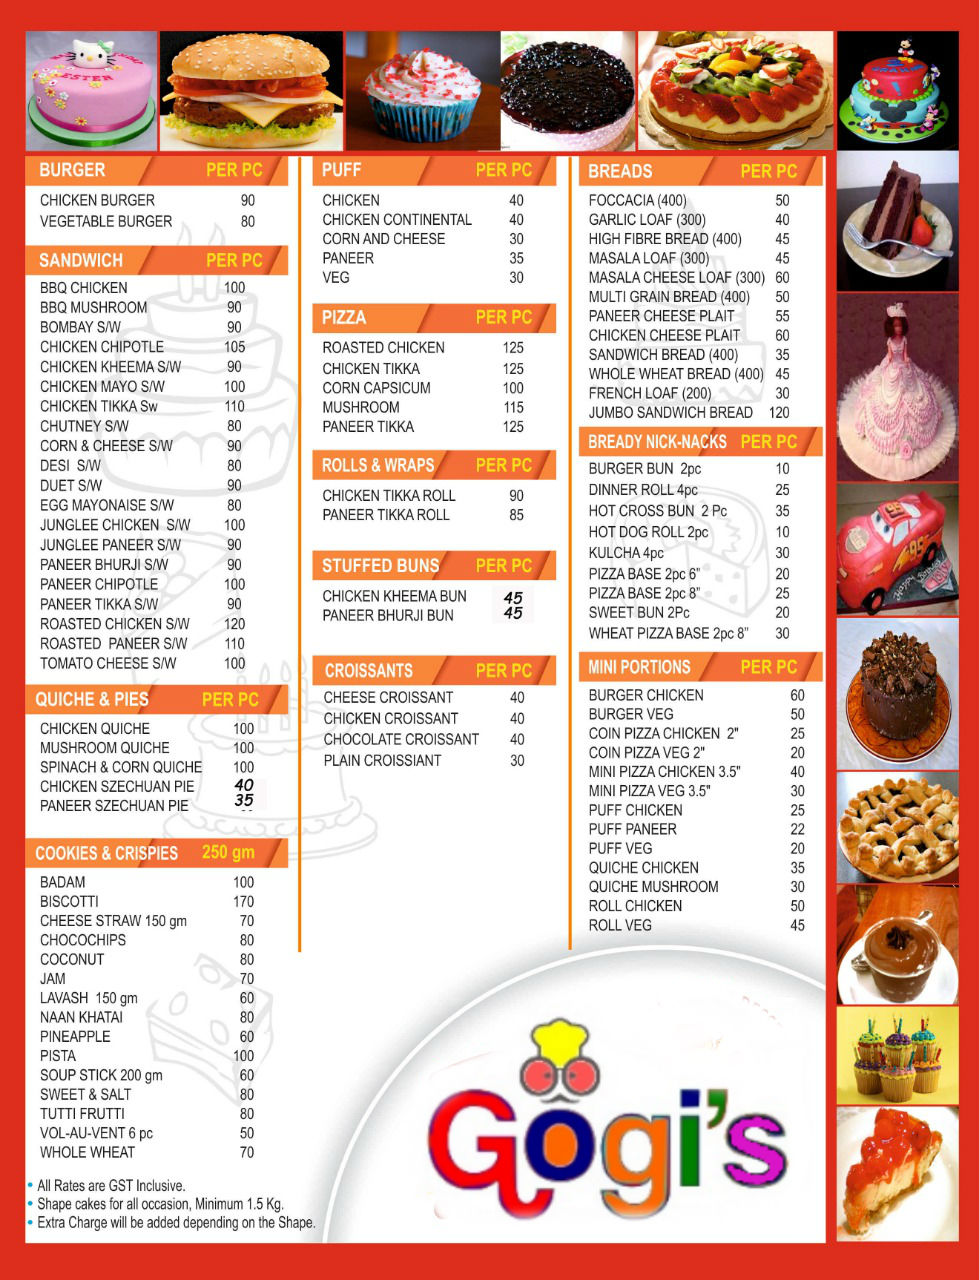 ESTER
BURGER PER PC
CHICKEN BURGER 90
VEGETABLE BURGER 80
SANDWICH PER PC
BBQ CHICKEN 100
BBQ MUSHROOM 90
BOMBAY S/W 90
CHICKEN CHIPOTLE 105
CHICKEN KHEEMA S/W 90
CHICKEN MAYO S/W 100
CHICKEN TIKKA Sw 110
CHUTNEY S/W 80
CORN & CHEESE S/W 90
DESI S/W 80
DUET S/W 90
EGG MAYONAISE S/W 80
JUNGLEE CHICKEN S/W 100
JUNGLEE PANEER S/W 90
PANEER BHURJI S/W 90
PANEER CHIPOTLE 100
PANEER TIKKA S/W 90
ROASTED CHICKEN S/W 120
ROASTED PANEER S/W 110
TOMATO CHEESE S/W 100
QUICHE & PIES PER PC
CHICKEN QUICHE 100
MUSHROOM QUICHE 100
SPINACH & CORN QUICHE 100
CHICKEN SZECHUAN PIE 40
PANEER SZECHUAN PIE 35
COOKIES & CRISPIES 250 gm
BADAM 100
BISCOTTI 170
CHEESE STRAW 150 gm 70
CHOCOCHIPS 80
COCONUT 80
JAM 70
LAVASH 150 gm 60
NAAN KHATAI 80
PINEAPPLE 60
PISTA 100
SOUP STICK 200 gm 60
SWEET & SALT 80
TUTTI FRUTTI 80
VOL-AU-VENT 6 pc 50
WHOLE WHEAT 70
• All Rates are GST Inclusive.
• Shape cakes for all occasion, Minimum 1.5 Kg.
• Extra Charge will be added depending on the Shape.
PUFF PER PC
CHICKEN 40
CHICKEN CONTINENTAL 40
CORN AND CHEESE 30
PANEER 35
VEG 30
PIZZA PER PC
ROASTED CHICKEN 125
CHICKEN TIKKA 125
CORN CAPSICUM 100
MUSHROOM 115
PANEER TIKKA 125
ROLLS & WRAPS PER PC
CHICKEN TIKKA ROLL 90
PANEER TIKKA ROLL 85
STUFFED BUNS PER PC
CHICKEN KHEEMA BUN 45
PANEER BHURJI BUN 45
CROISSANTS PER PC
CHEESE CROISSANT 40
CHICKEN CROISSANT 40
CHOCOLATE CROISSANT 40
PLAIN CROISSIANT 30
BREADS PER PC
FOCCACIA (400) 50
GARLIC LOAF (300) 40
HIGH FIBRE BREAD (400) 45
MASALA LOAF (300) 45
MASALA CHEESE LOAF (300) 60
MULTI GRAIN BREAD (400) 50
PANEER CHEESE PLAIT 55
CHICKEN CHEESE PLAIT 60
SANDWICH BREAD (400) 35
WHOLE WHEAT BREAD (400) 45
FRENCH LOAF (200) 30
JUMBO SANDWICH BREAD 120
BREADY NICK-NACKS PER PC
BURGER BUN 2pc 10
DINNER ROLL 4pc 25
HOT CROSS BUN 2 Pc 35
HOT DOG ROLL 2pc 10
KULCHA 4pc 30
PIZZA BASE 2pc 6" 20
PIZZA BASE 2pc 8" 25
SWEET BUN 2Pc 20
WHEAT PIZZA BASE 2pc 8" 30
MINI PORTIONS PER PC
BURGER CHICKEN 60
BURGER VEG 50
COIN PIZZA CHICKEN 2" 25
COIN PIZZA VEG 2" 20
MINI PIZZA CHICKEN 3.5" 40
MINI PIZZA VEG 3.5" 30
PUFF CHICKEN 25
PUFF PANEER 22
PUFF VEG 20
QUICHE CHICKEN 35
QUICHE MUSHROOM 30
ROLL CHICKEN 50
ROLL VEG 45
Gogi's
95